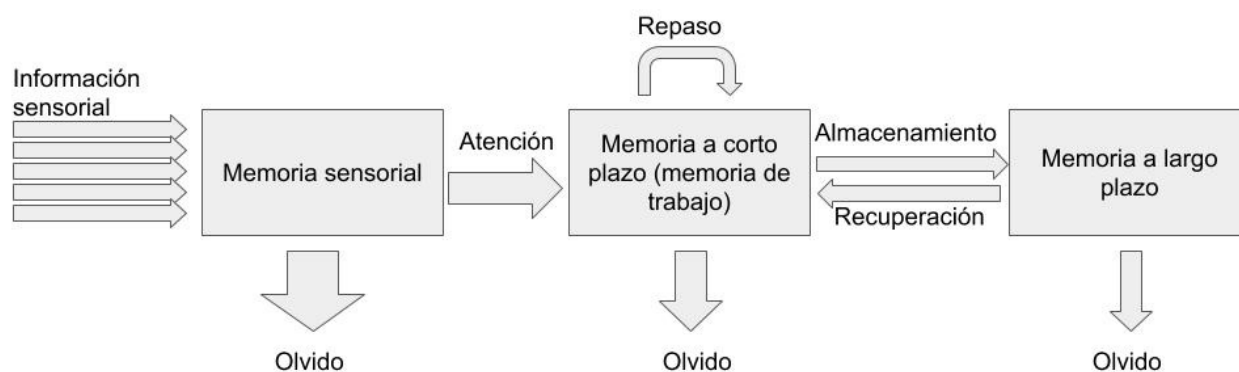 Repaso
Información
sensorial
Memoria sensorial
Atención
Memoria a corto
plazo (memoria de
trabajo)
Almacenamiento
Recuperación
Memoria a largo
plazo
Olvido
Olvido
Olvido